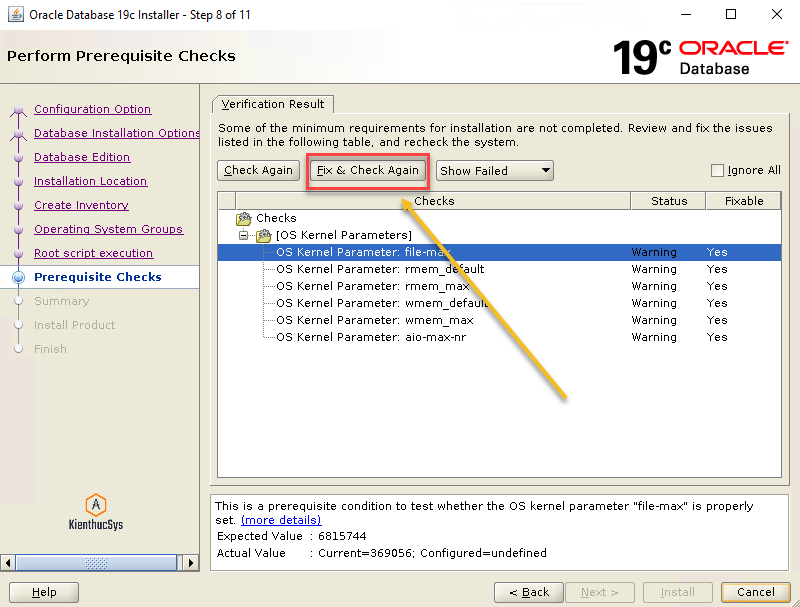 Oracle Database 19c Installer - Step 8 of 11
Perform Prerequisite Checks
19c ORACLE
Database
Configuration Option
Database Installation Options
Database Edition
Installation Location
Create Inventory
Operating System Groups
Root script execution
Prerequisite Checks
Summary
Install Product
Finish
A
KienthucSys
Verification Result
Some of the minimum requirements for installation are not completed. Review and fix the issues
listed in the following table, and recheck the system.
Check Again Fix & Check Again Show Failed Ignore All
Checks Status Fixable
Checks
[OS Kernel Parameters]
OS Kernel Parameter: file-max Warning Yes
OS Kernel Parameter: rmem_default Warning Yes
OS Kernel Parameter: rmem_max Warning Yes
OS Kernel Parameter: wmem_default Warning Yes
OS Kernel Parameter: wmem_max Warning Yes
OS Kernel Parameter: aio-max-nr Warning Yes
This is a prerequisite condition to test whether the OS kernel parameter "file-max" is properly
set. (more details)
Expected Value : 6815744
Actual Value : Current=369056; Configured=undefined
Help < Back Next > Install Cancel